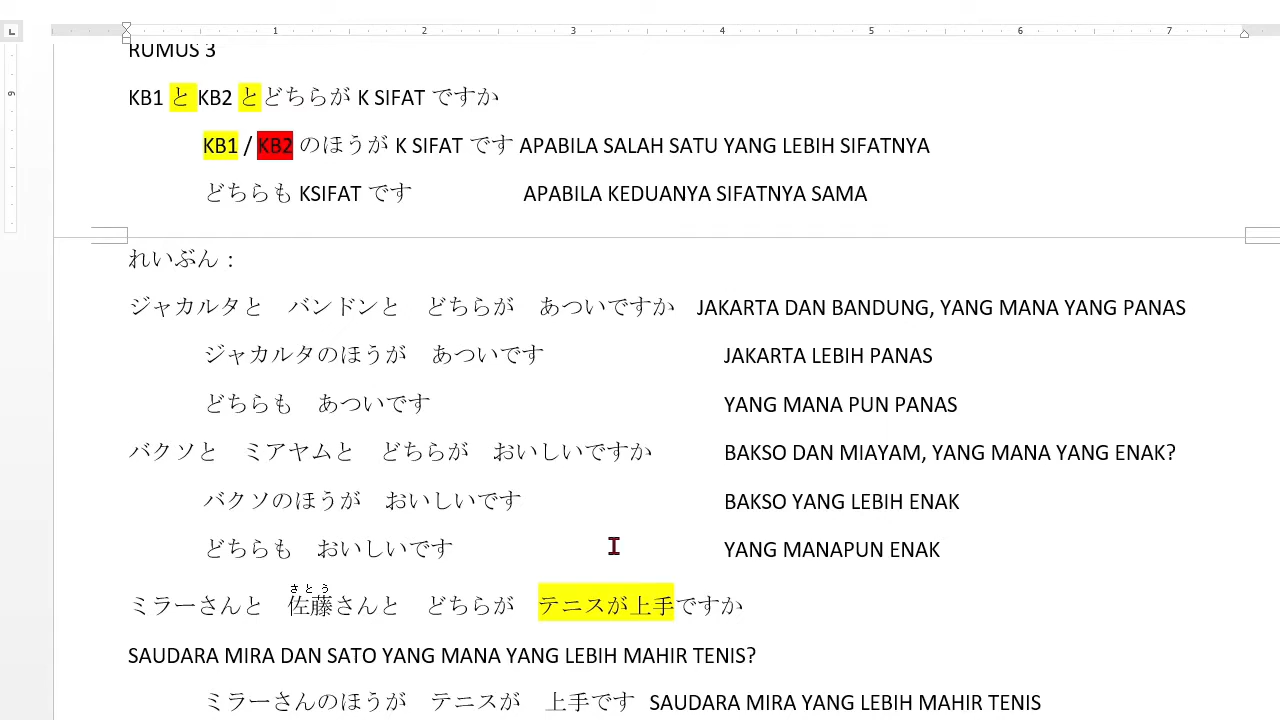 1 2 3 4 5 6 7
9
RUMUS 3
KB1 と KB2 とどちらが K SIFAT ですか
KB1 / KB2 のほうが K SIFAT です APABILA SALAH SATU YANG LEBIH SIFATNYA
どちらも KSIFAT です APABILA KEDUANYA SIFATNYA SAMA
れいぶん：
ジャカルタと　バンドンと　どちらが　あついですか JAKARTA DAN BANDUNG, YANG MANA YANG PANAS
ジャカルタのほうが　あついです JAKARTA LEBIH PANAS
どちらも　あついです YANG MANA PUN PANAS
バクソと　ミアヤムと　どちらが　おいしいですか BAKSO DAN MIAYAM, YANG MANA YANG ENAK?
バクソのほうが　おいしいです BAKSO YANG LEBIH ENAK
どちらも　おいしいです YANG MANAPUN ENAK
さとう
ミラーさんと　佐藤さんと　どちらが　テニスが上手ですか
SAUDARA MIRA DAN SATO YANG MANA YANG LEBIH MAHIR TENIS?
ミラーさんのほうが　テニスが　上手です SAUDARA MIRA YANG LEBIH MAHIR TENIS